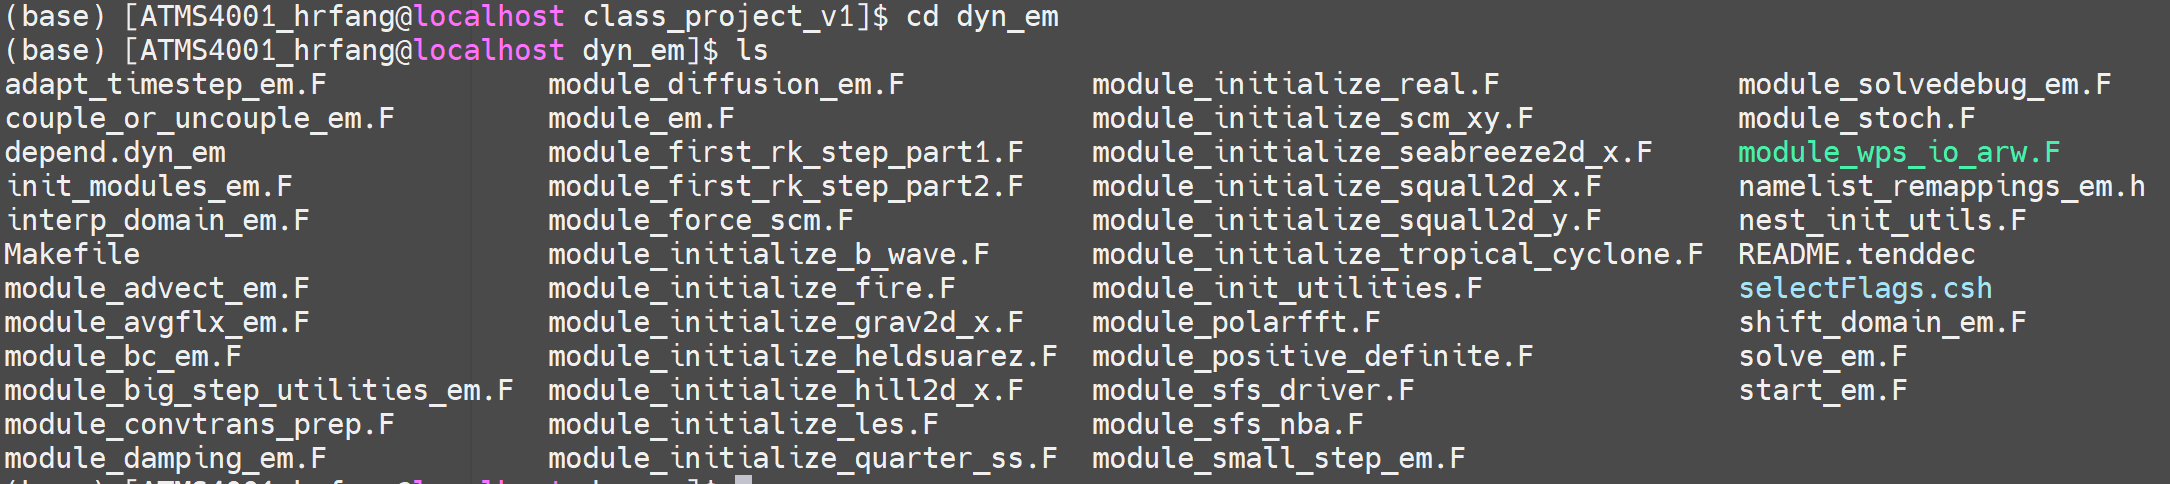 (base) [ATMS4001_hrfang@localhost class_project_v1]$ cd dyn_em
(base) [ATMS4001_hrfang@localhost dyn_em]$ ls
adapt_timestep_em.F module_diffusion_em.F module_initialize_real.F module_solvedebug_em.F
couple_or_uncouple_em.F module_em.F module_initialize_scm_xy.F module_stoch.F
depend.dyn_em module_first_rk_step_part1.F module_initialize_seabreeze2d_x.F module_wps_io_arw.F
init_modules_em.F module_first_rk_step_part2.F module_initialize_squall2d_x.F namelist_remappings_em.h
interp_domain_em.F module_force_scm.F module_initialize_squall2d_y.F nest_init_utils.F
Makefile module_initialize_b_wave.F module_initialize_tropical_cyclone.F README.tenddec
module_advect_em.F module_initialize_fire.F module_init_utilities.F selectFlags.csh
module_avgflx_em.F module_initialize_grav2d_x.F module_polarfft.F shift_domain_em.F
module_bc_em.F module_initialize_heldsuarez.F module_positive_definite.F solve_em.F
module_big_step_utilities_em.F module_initialize_hill2d_x.F module_sfs_driver.F start_em.F
module_convtrans_prep.F module_initialize_les.F module_sfs_nba.F
module_damping_em.F module_initialize_quarter_ss.F module_small_step_em.F
(base) [ATMS4001_hrfang@localhost